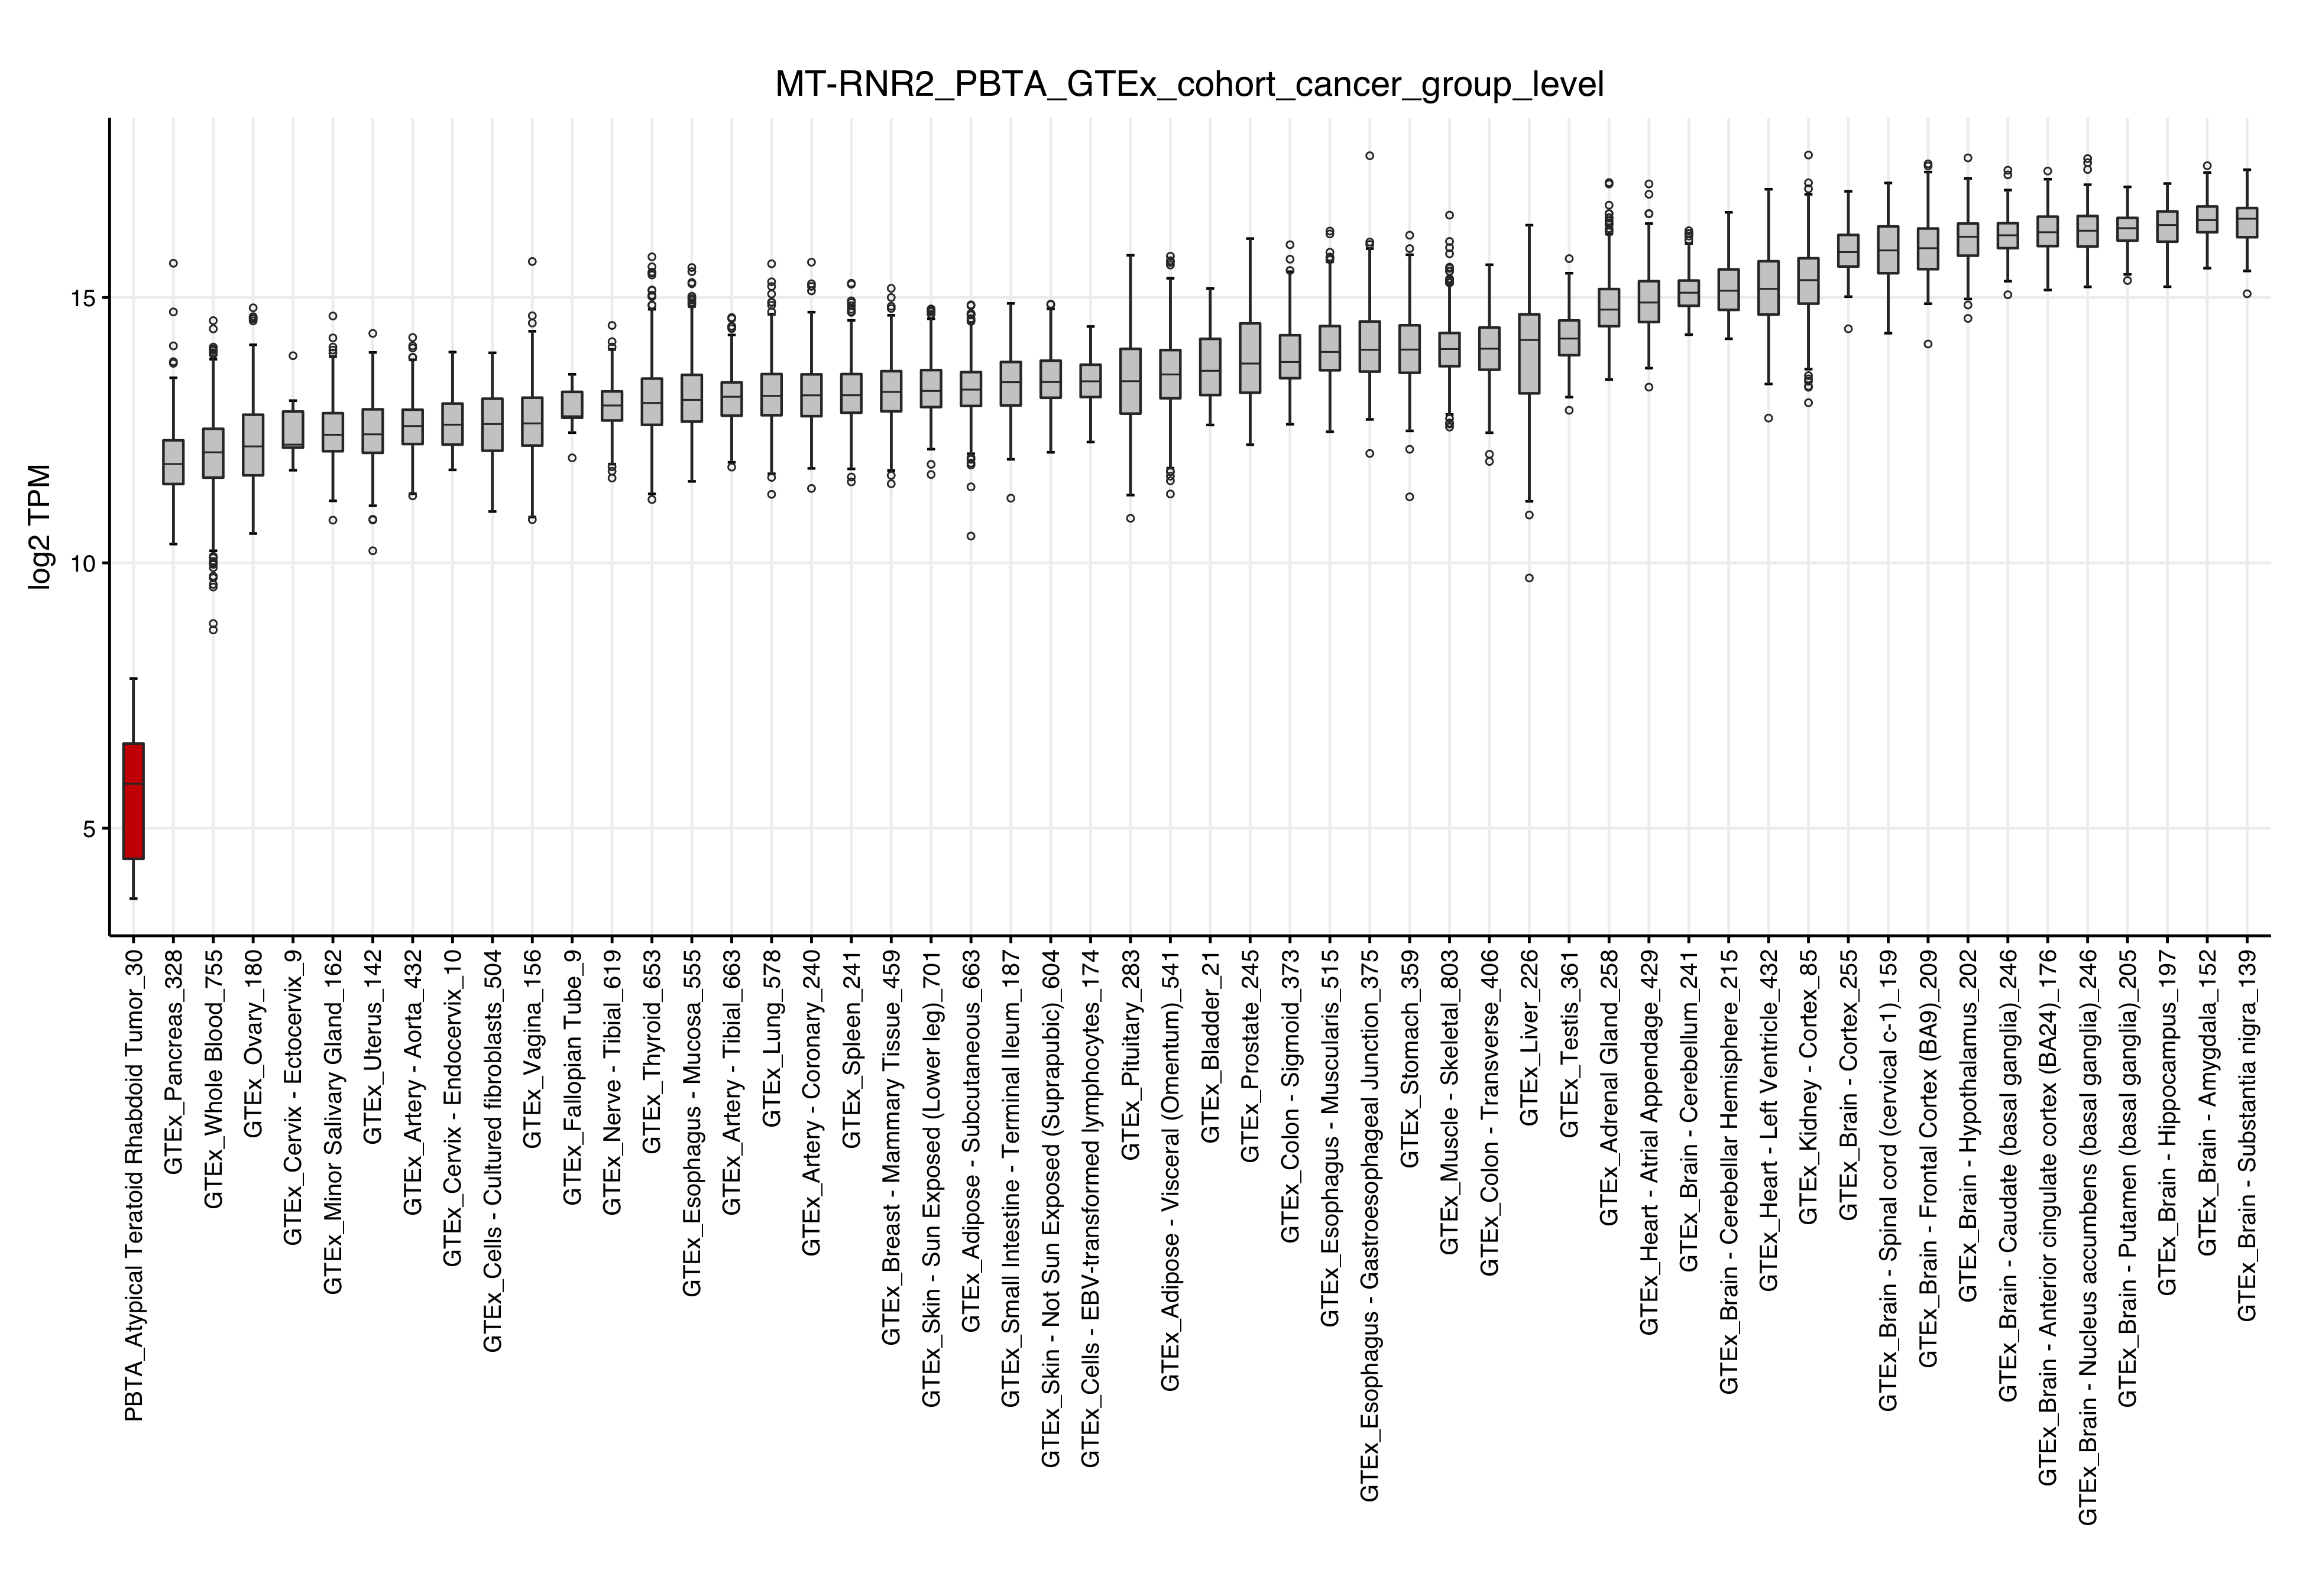 MT-RNR2_PBTA_GTEx_cohort_cancer_group_level
log2 TPM
15
10
5
PBTA_Atypical Teratoid Rhabdoid Tumor_30
GTEx_Pancreas_328
GTEx_Whole Blood_755
GTEx_Ovary_180
GTEx_Cervix - Ectocervix_9
GTEx_Minor Salivary Gland_162
GTEx_Uterus_142
GTEx_Artery - Aorta_432
GTEx_Cervix - Endocervix_10
GTEx_Cells - Cultured fibroblasts_504
GTEx_Vagina_156
GTEx_Fallopian Tube_9
GTEx_Nerve - Tibial_619
GTEx_Thyroid_653
GTEx_Esophagus - Mucosa_555
GTEx_Artery - Tibial_663
GTEx_Lung_578
GTEx_Artery - Coronary_240
GTEx_Spleen_241
GTEx_Breast - Mammary Tissue_459
GTEx_Skin - Sun Exposed (Lower leg)_701
GTEx_Adipose - Subcutaneous_663
GTEx_Small Intestine - Terminal Ileum_187
GTEx_Skin - Not Sun Exposed (Suprapubic)_604
GTEx_Cells - EBV-transformed lymphocytes_174
GTEx_Pituitary_283
GTEx_Adipose - Visceral (Omentum)_541
GTEx_Bladder_21
GTEx_Prostate_245
GTEx_Colon - Sigmoid_373
GTEx_Esophagus - Muscularis_515
GTEx_Esophagus - Gastroesophageal Junction_375
GTEx_Stomach_359
GTEx_Muscle - Skeletal_803
GTEx_Colon - Transverse_406
GTEx_Liver_226
GTEx_Testis_361
GTEx_Adrenal Gland_258
GTEx_Heart - Atrial Appendage_429
GTEx_Brain - Cerebellum_241
GTEx_Brain - Cerebellar Hemisphere_215
GTEx_Heart - Left Ventricle_432
GTEx_Kidney - Cortex_85
GTEx_Brain - Cortex_255
GTEx_Brain - Spinal cord (cervical c-1)_159
GTEx_Brain - Frontal Cortex (BA9)_209
GTEx_Brain - Hypothalamus_202
GTEx_Brain - Caudate (basal ganglia)_246
GTEx_Brain - Anterior cingulate cortex (BA24)_176
GTEx_Brain - Nucleus accumbens (basal ganglia)_246
GTEx_Brain - Putamen (basal ganglia)_205
GTEx_Brain - Hippocampus_197
GTEx_Brain - Amygdala_152
GTEx_Brain - Substantia nigra_139